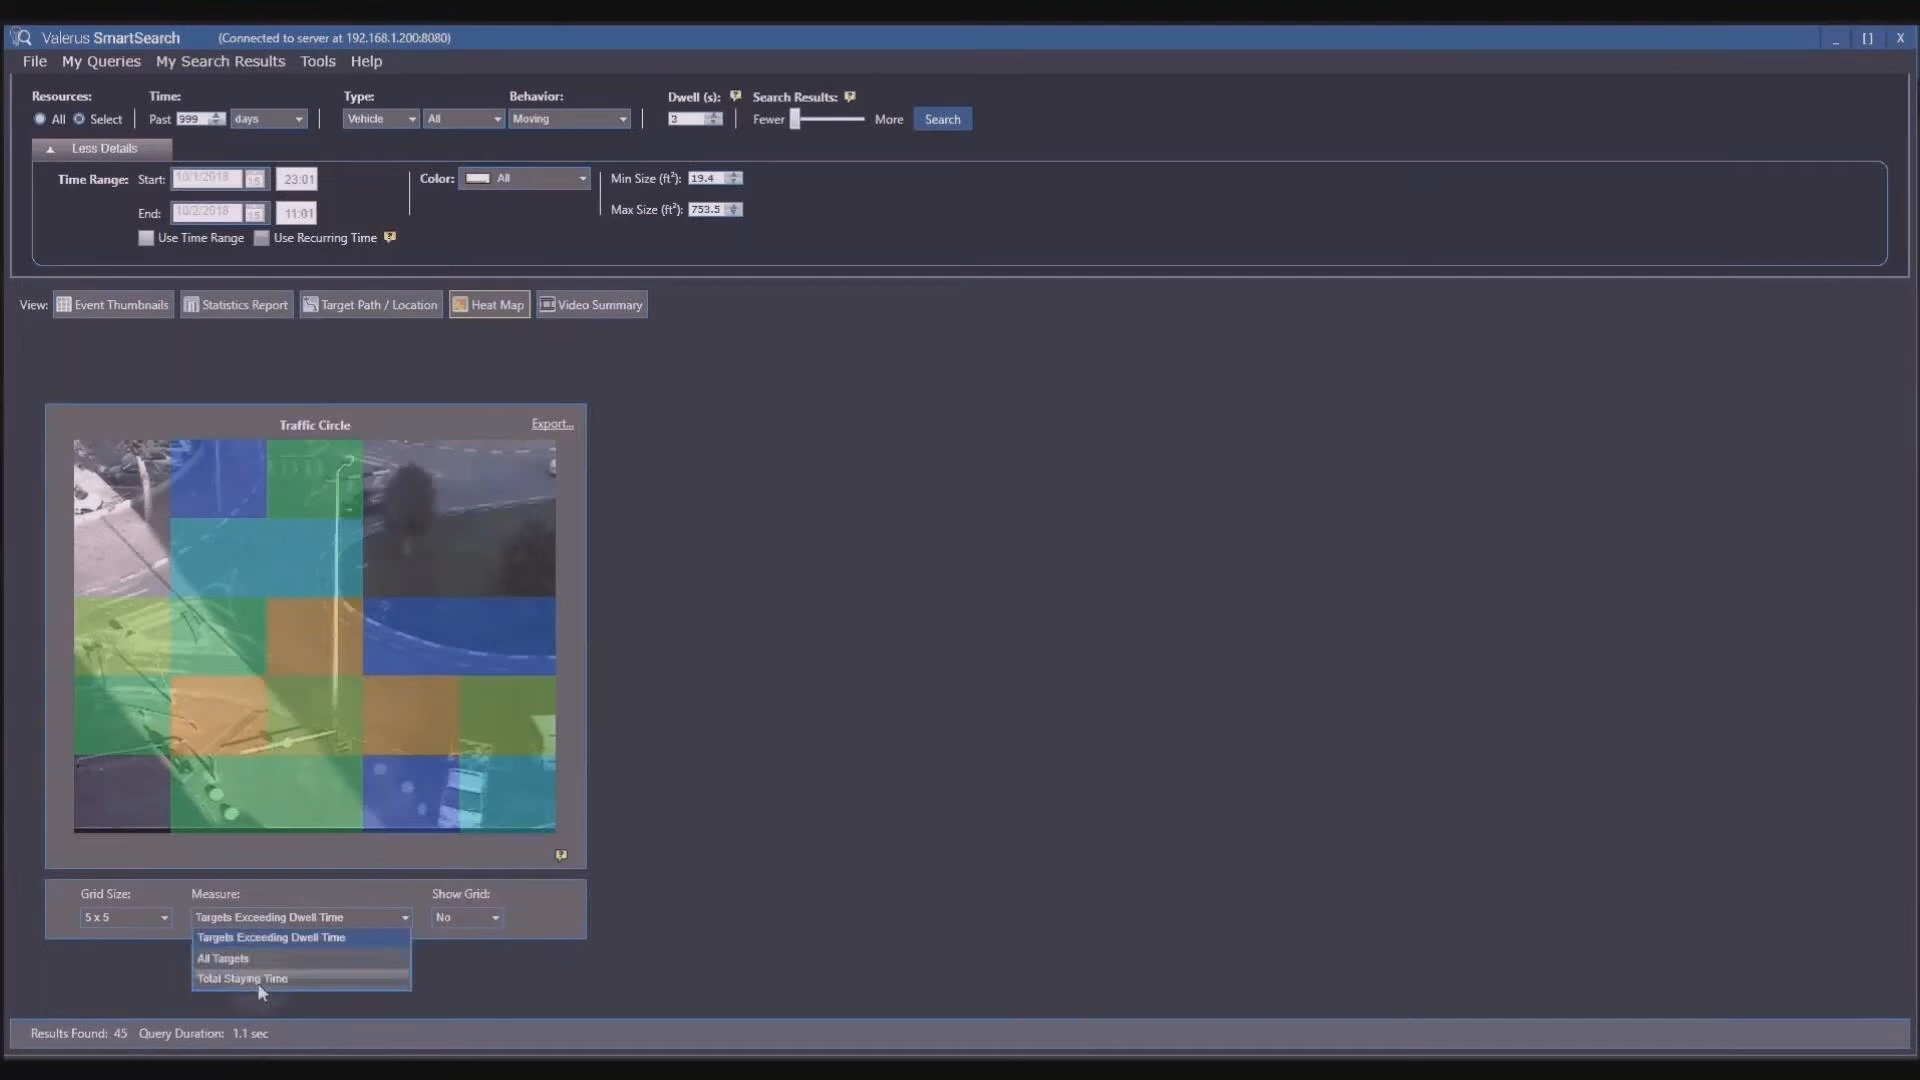 Valerus SmartSearch (Connected to server at 192.168.1.200:8080) _ [ ] X
File My Queries My Search Results Tools Help
Resources: Time: Type: Behavior: Dwell (s): Search Results:
All Select Past 999 days Vehicle All Moving 3 Fewer More Search
Less Details
Time Range: Start: 10/1/2018 15 23:01 Color: All Min Size (ft²): 19.4
End: 10/2/2018 15 11:01 Max Size (ft²): 753.5
Use Time Range Use Recurring Time
View: Event Thumbnails Statistics Report Target Path / Location Heat Map Video Summary
Traffic Circle Export...
Grid Size: Measure: Show Grid:
5 x 5 Targets Exceeding Dwell Time No
Targets Exceeding Dwell Time
All Targets
Total Staying Time
Results Found: 45 Query Duration: 1.1 sec